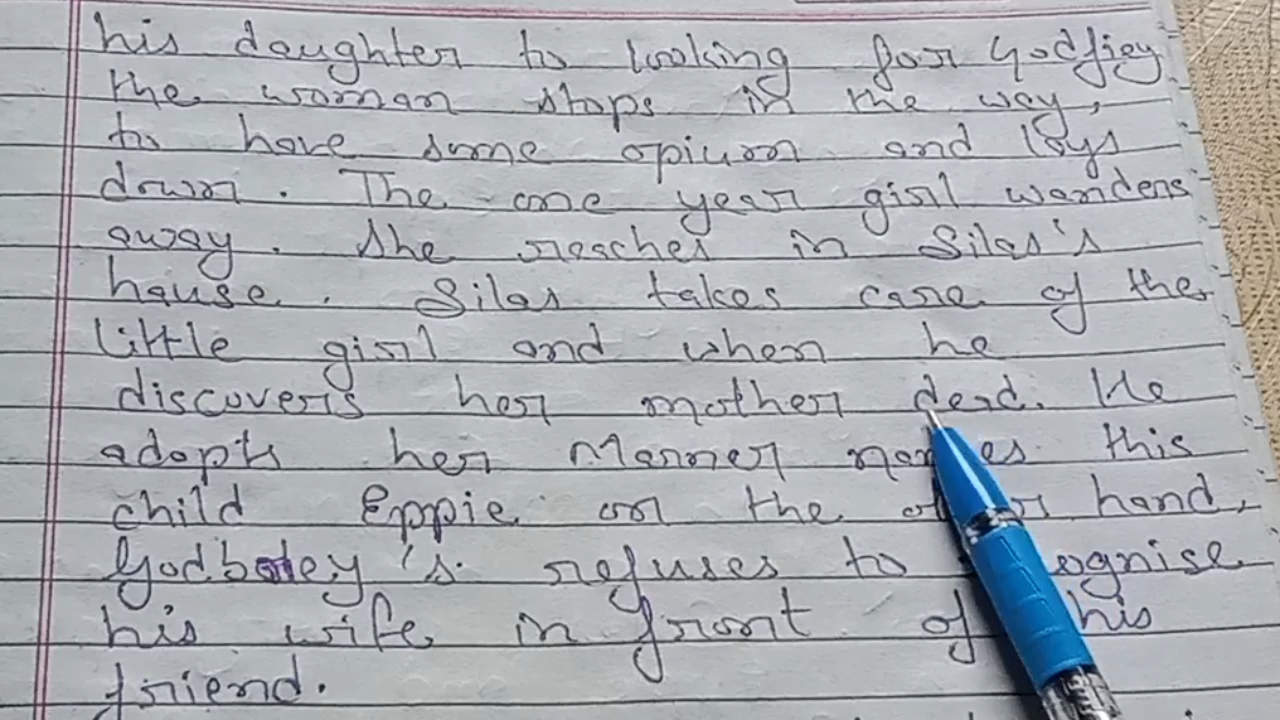 his daughter to looking for Godfiey
the woman stops in the way,
to have some opium and lays
down. The one year girl wanders
away. She reaches in Silas's
house. Silas takes care of the
little girl and when he
discovers her mother dead. He
adopts her Marner names this
child Eppie on the other hand,
Godbotey's refuses to recognise
his wife in front of his
friend.